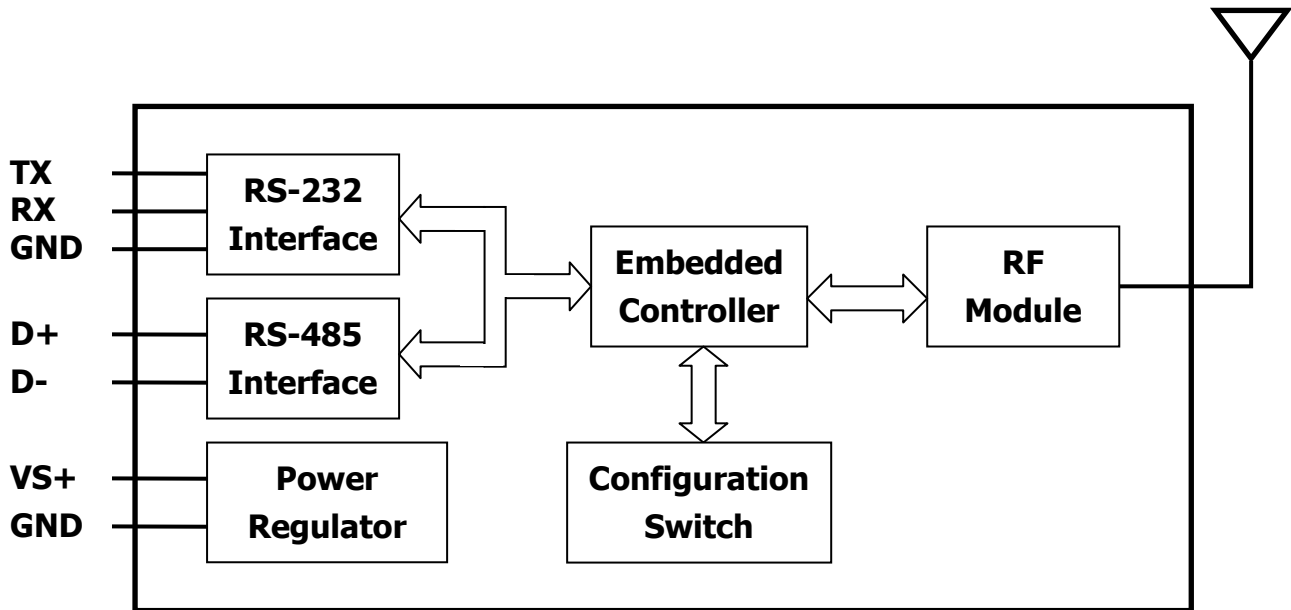 TX
RX
GND
RS-232
Interface
D+
D-
RS-485
Interface
VS+
GND
Power
Regulator
Embedded
Controller
Configuration
Switch
RF
Module